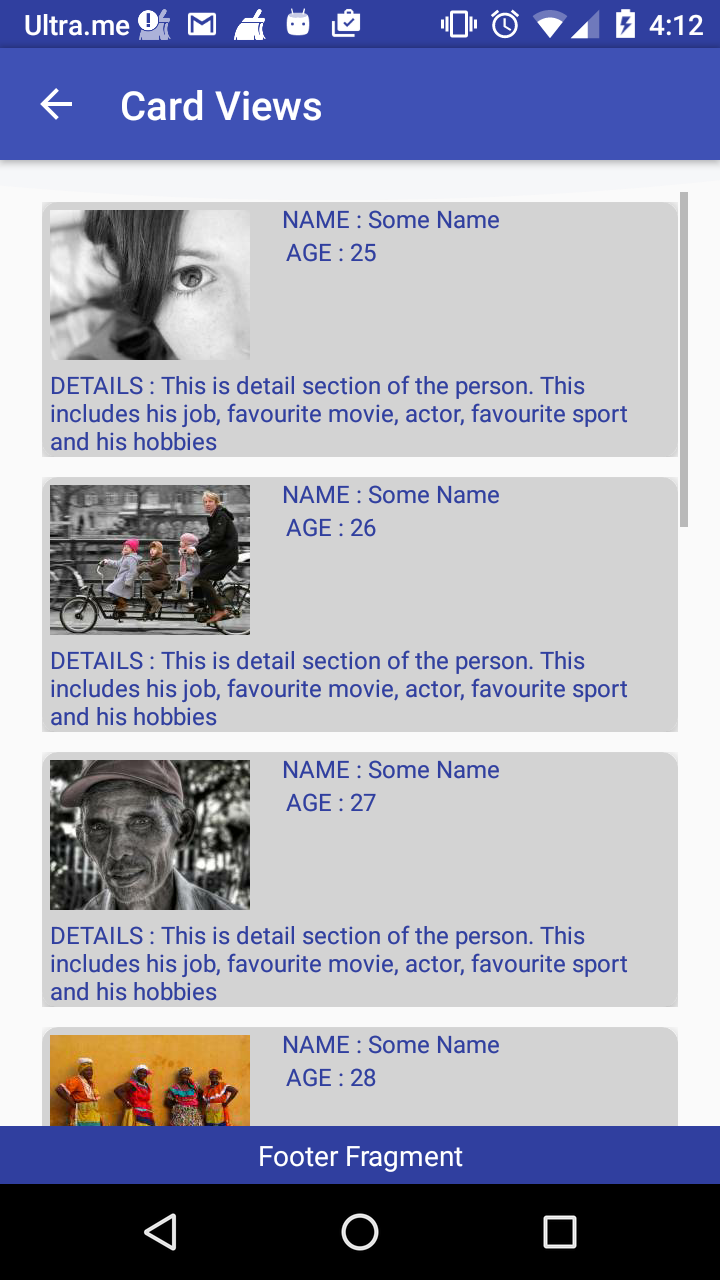 Ultra.me 4:12
Card Views
NAME : Some Name
AGE : 25
DETAILS : This is detail section of the person. This
includes his job, favourite movie, actor, favourite sport
and his hobbies
NAME : Some Name
AGE : 26
DETAILS : This is detail section of the person. This
includes his job, favourite movie, actor, favourite sport
and his hobbies
NAME : Some Name
AGE : 27
DETAILS : This is detail section of the person. This
includes his job, favourite movie, actor, favourite sport
and his hobbies
NAME : Some Name
AGE : 28
Footer Fragment